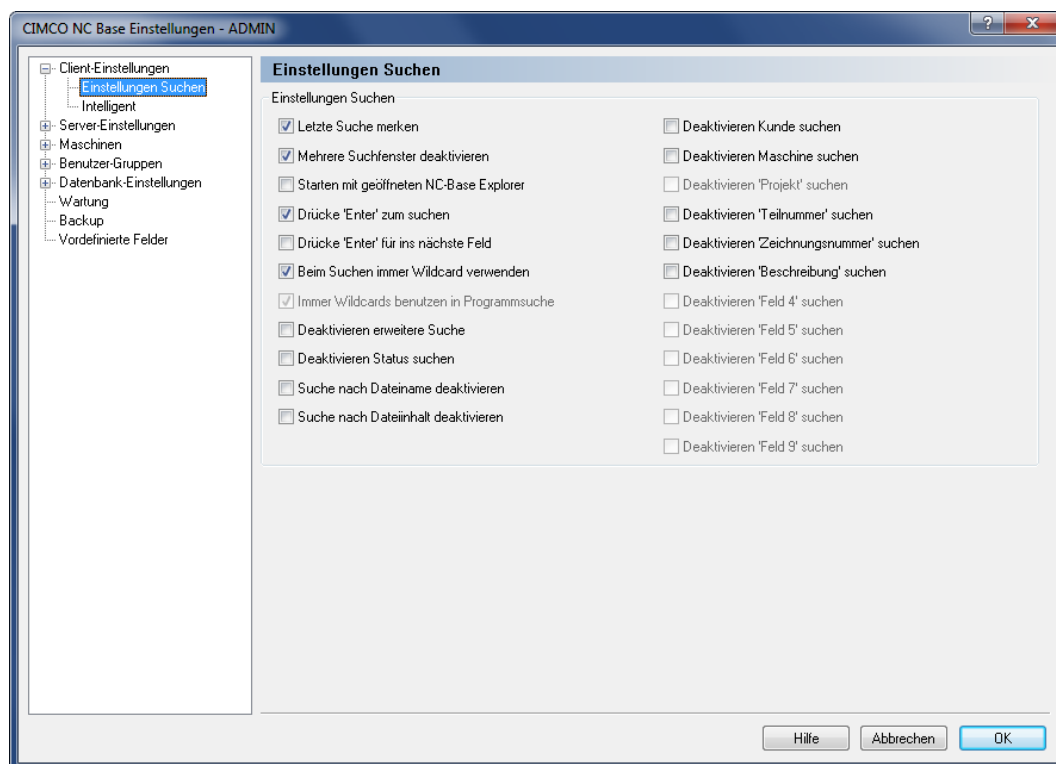 CIMCO NC Base Einstellungen - ADMIN
Client-Einstellungen
Einstellungen Suchen
Intelligent
Server-Einstellungen
Maschinen
Benutzer-Gruppen
Datenbank-Einstellungen
Wartung
Backup
Vordefinierte Felder
Einstellungen Suchen
Einstellungen Suchen
Letzte Suche merken
Mehrere Suchfenster deaktivieren
Starten mit geöffneten NC-Base Explorer
Drücke 'Enter' zum suchen
Drücke 'Enter' für ins nächste Feld
Beim Suchen immer Wildcard verwenden
Immer Wildcards benutzen in Programmsuche
Deaktivieren erweitere Suche
Deaktivieren Status suchen
Suche nach Dateiname deaktivieren
Suche nach Dateiinhalt deaktivieren
Deaktivieren Kunde suchen
Deaktivieren Maschine suchen
Deaktivieren 'Projekt' suchen
Deaktivieren 'Teilnummer' suchen
Deaktivieren 'Zeichnungsnummer' suchen
Deaktivieren 'Beschreibung' suchen
Deaktivieren 'Feld 4' suchen
Deaktivieren 'Feld 5' suchen
Deaktivieren 'Feld 6' suchen
Deaktivieren 'Feld 7' suchen
Deaktivieren 'Feld 8' suchen
Deaktivieren 'Feld 9' suchen
Hilfe
Abbrechen
OK